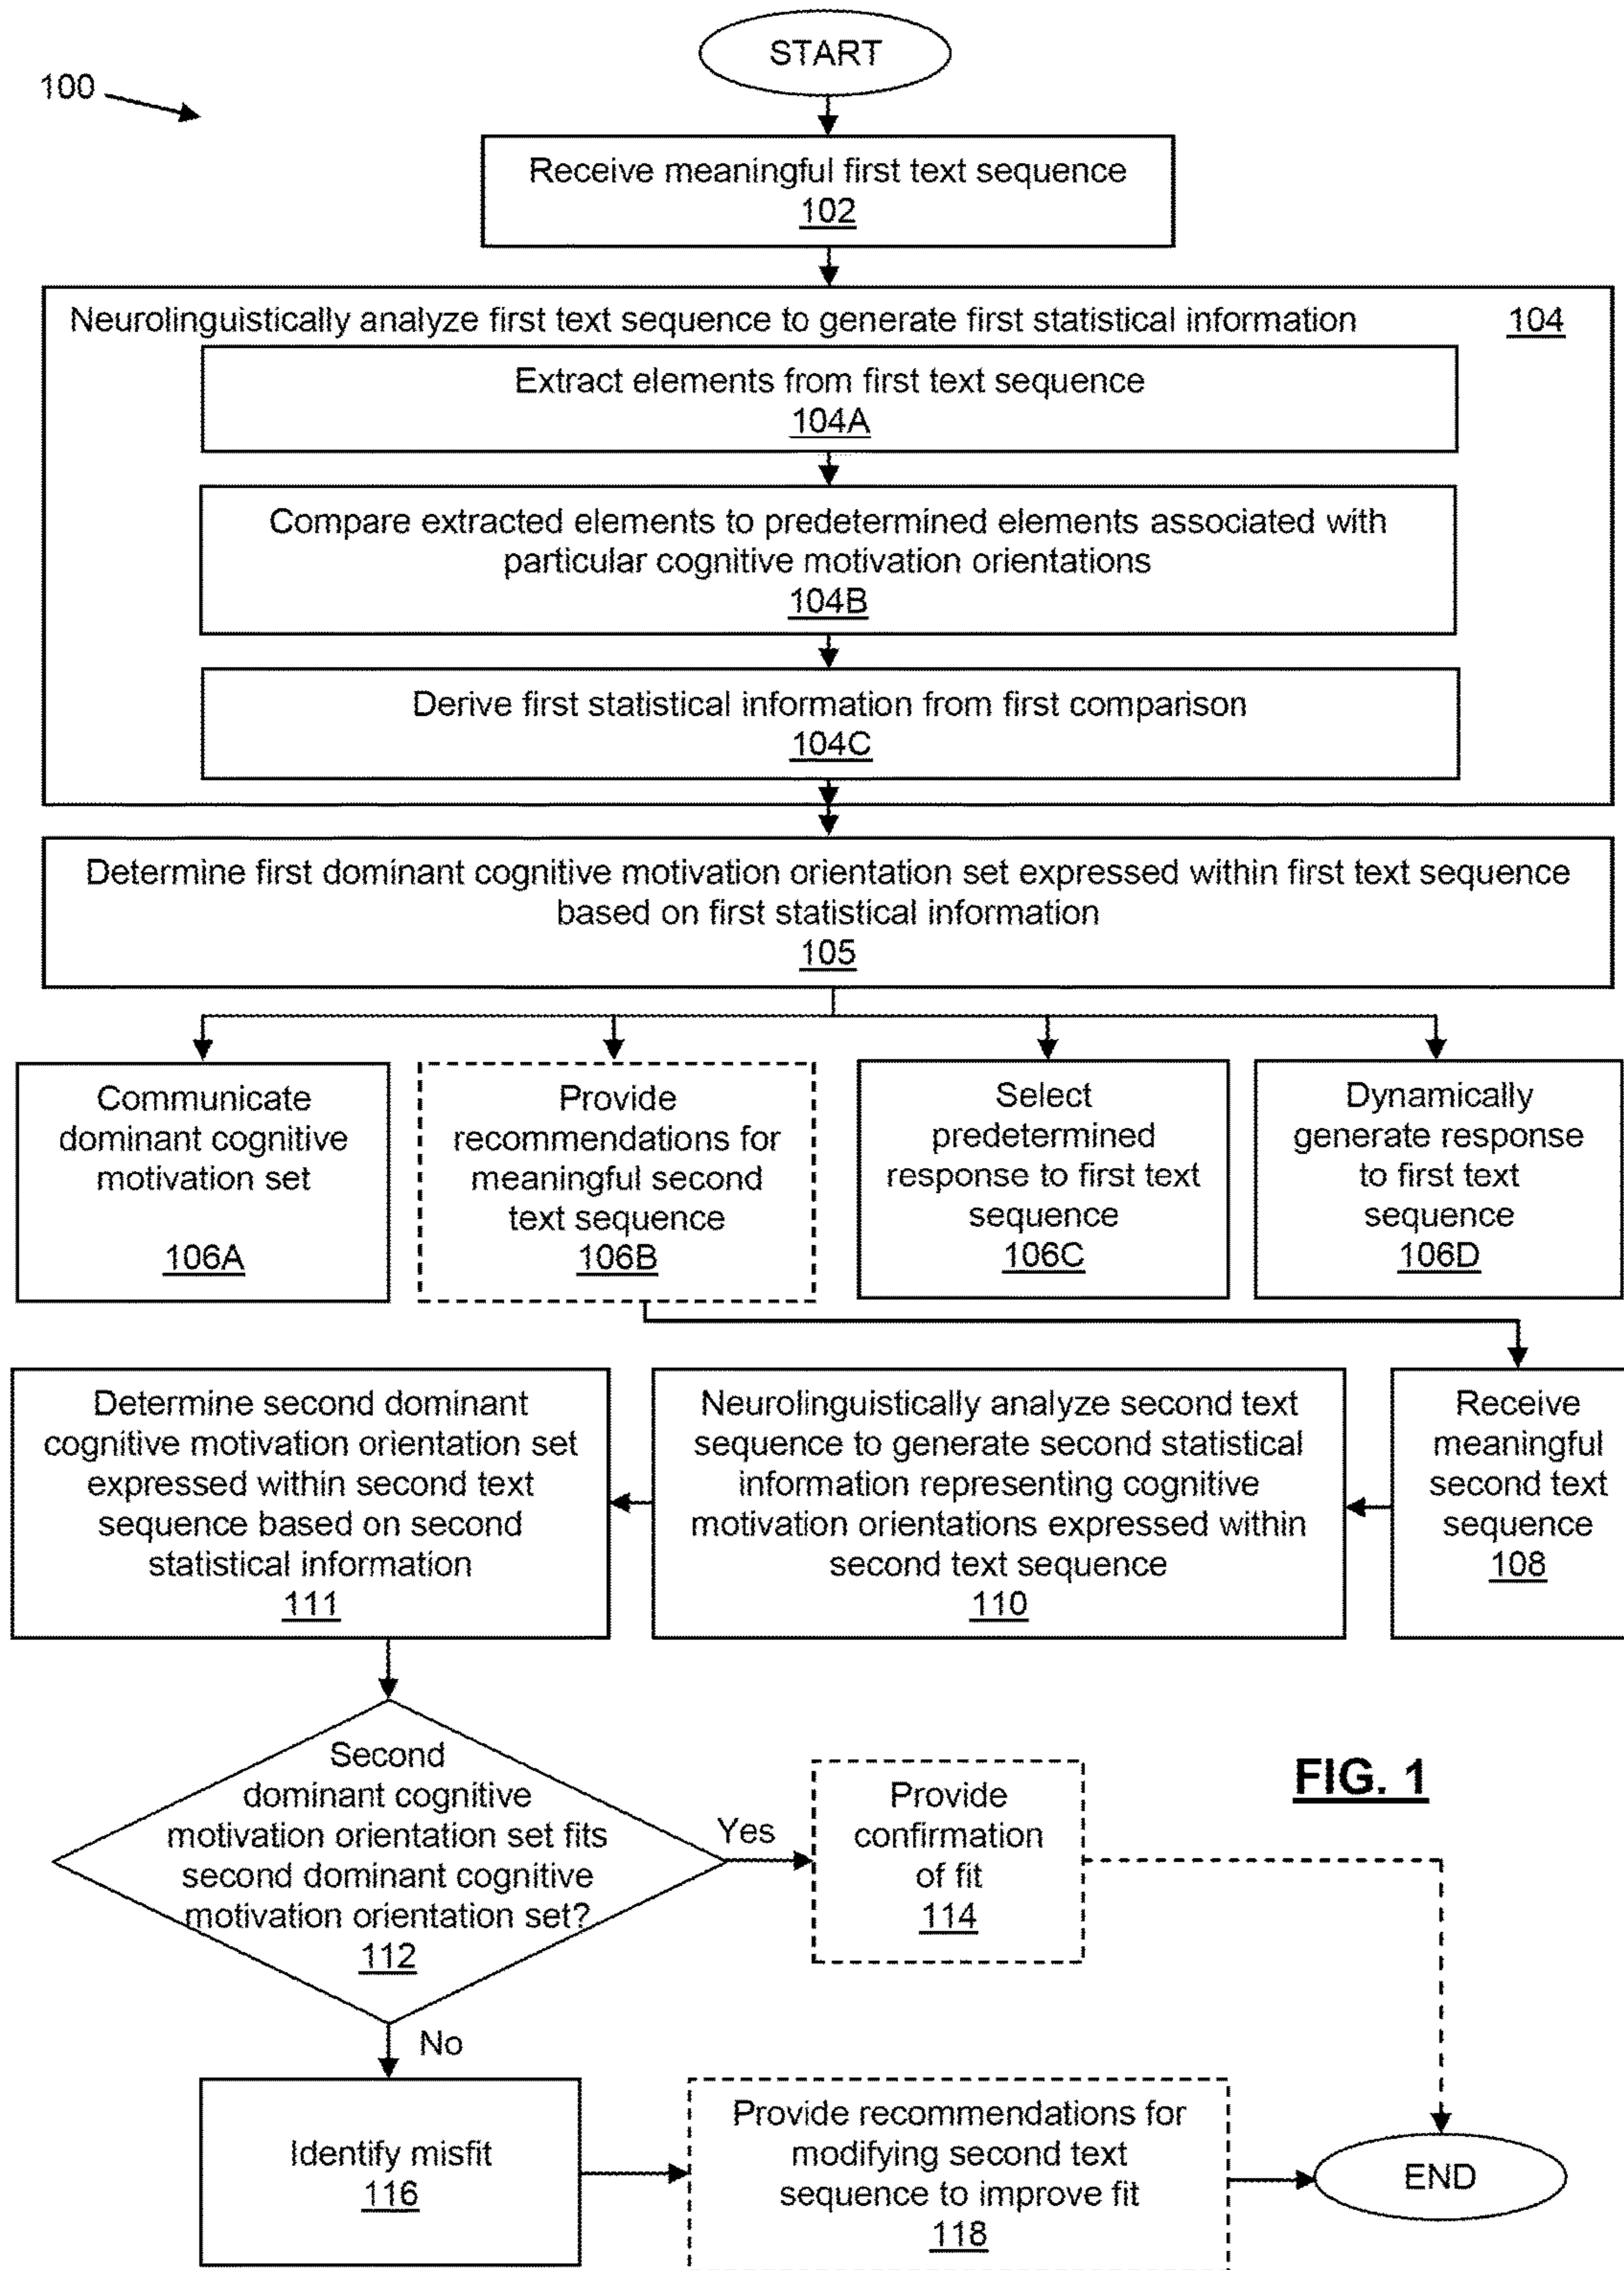 START
100
Receive meaningful first text sequence
102
Neurolinguistically analyze first text sequence to generate first statistical information
104
Extract elements from first text sequence
104A
Compare extracted elements to predetermined elements associated with
particular cognitive motivation orientations
104B
Derive first statistical information from first comparison
104C
Determine first dominant cognitive motivation orientation set expressed within first text sequence
based on first statistical information
105
Communicate
dominant cognitive
motivation set
106A
Provide
recommendations for
meaningful second
text sequence
106B
Select
predetermined
response to first text
sequence
106C
Dynamically
generate response
to first text
sequence
106D
Receive
meaningful
second text
sequence
108
Neurolinguistically analyze second text
sequence to generate second statistical
information representing cognitive
motivation orientations expressed within
second text sequence
110
Determine second dominant
cognitive motivation orientation set
expressed within second text
sequence based on second
statistical information
111
Second
dominant cognitive
motivation orientation set fits
second dominant cognitive
motivation orientation set?
112
Yes
Provide
confirmation
of fit
114
FIG. 1
No
Identify misfit
116
Provide recommendations for
modifying second text
sequence to improve fit
118
END